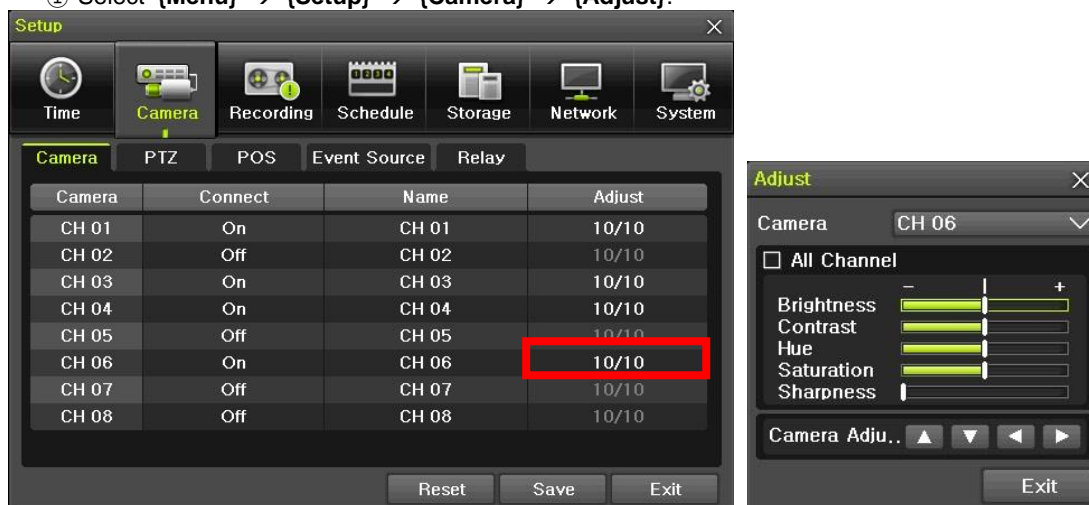 ① Select {Menu} → {Setup} → {Camera} → {Adjust}.
Setup
Time Camera Recording Schedule Storage Network System
Camera PTZ POS Event Source Relay
Camera Connect Name Adjust
CH 01 On CH 01 10/10
CH 02 Off CH 02 10/10
CH 03 On CH 03 10/10
CH 04 On CH 04 10/10
CH 05 Off CH 05 10/10
CH 06 On CH 06 10/10
CH 07 Off CH 07 10/10
CH 08 Off CH 08 10/10
Reset Save Exit
Adjust
Camera CH 06
All Channel
- | +
Brightness
Contrast
Hue
Saturation
Sharpness
Camera Adju..
Exit